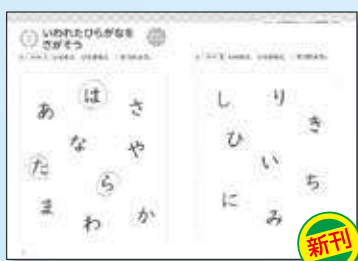 いわれたひらがなを
さがそう
は
あ さ
な や
た
ら
ま わ か
し り
き
ひ
い
ち
に み
新刊